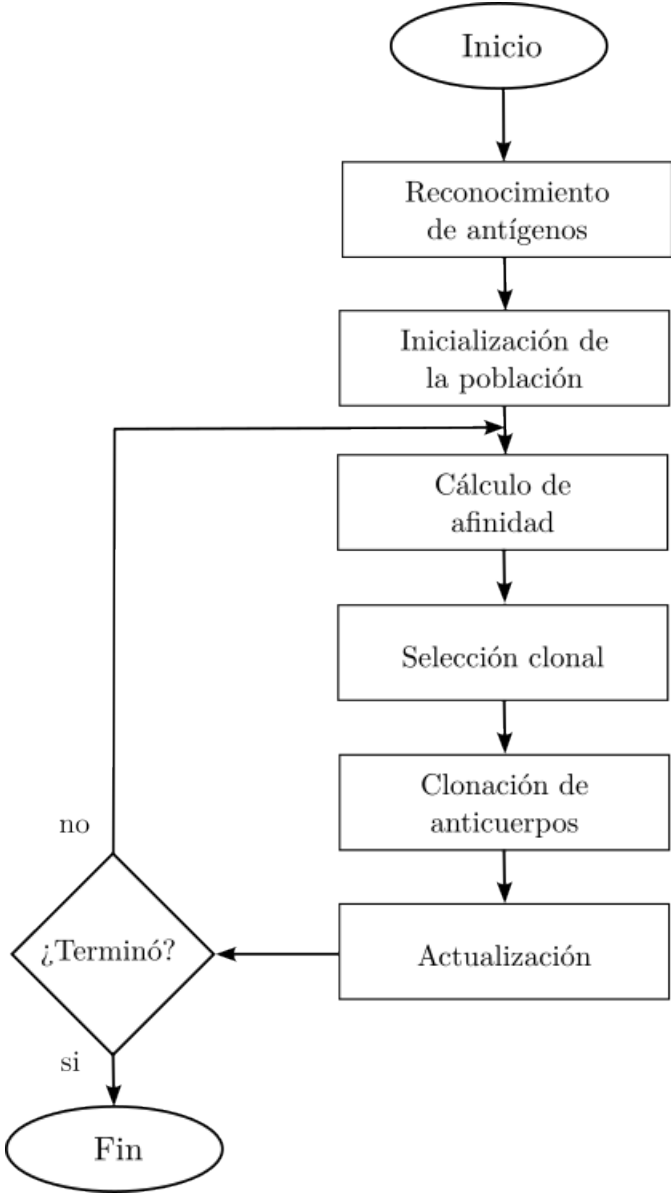 Inicio
Reconocimiento
de antígenos
Inicialización de
la población
Cálculo de
afinidad
Selección clonal
Clonación de
anticuerpos
Actualización
¿Terminó?
no
si
Fin